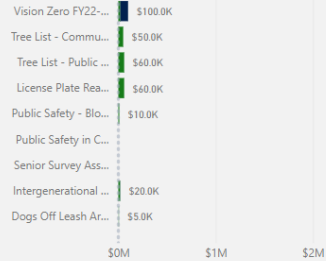 Vision Zero FY22-... $100.0K
Tree List - Commu... $50.0K
Tree List - Public ... $60.0K
License Plate Rea... $60.0K
Public Safety - Blo... $10.0K
Public Safety in C...
Senior Survey Ass...
Intergenerational ... $20.0K
Dogs Off Leash Ar... $5.0K
$0M $1M $2M